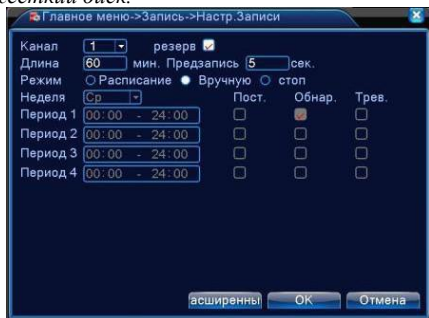 жесткий диск.
Главное меню->Запись->Настр.Записи
Канал 1 резерв
Длина 60 мин. Предзапись 5 сек.
Режим Расписание Вручную стоп
Неделя Ср Пост. Обнар. Трев.
Период 1 00:00 - 24:00
Период 2 00:00 - 24:00
Период 3 00:00 - 24:00
Период 4 00:00 - 24:00
асширенны OK Отмена